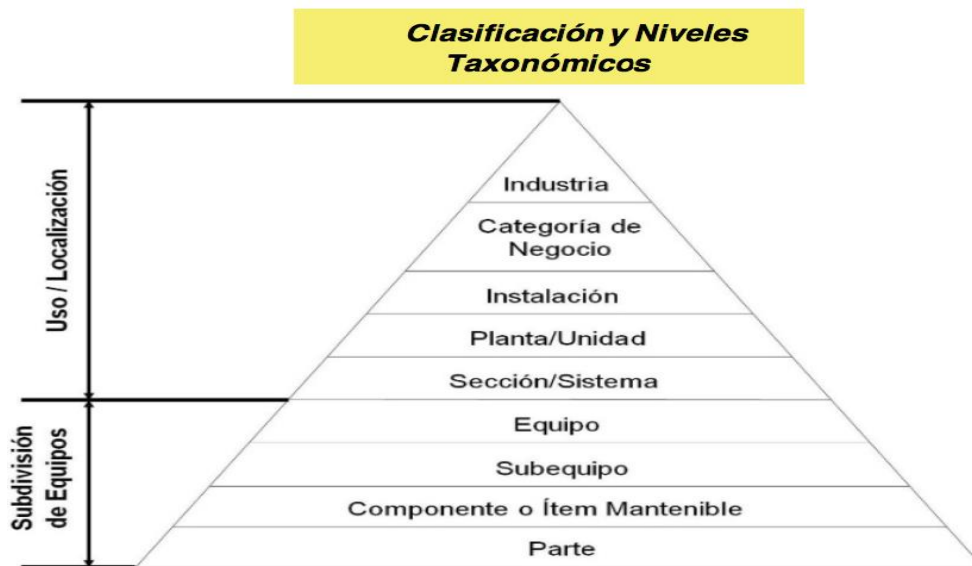 Clasificación y Niveles
Taxonómicos
Uso / Localización
Industria
Categoría de
Negocio
Instalación
Planta/Unidad
Sección/Sistema
Subdivisión
de Equipos
Equipo
Subequipo
Componente o Ítem Mantenible
Parte